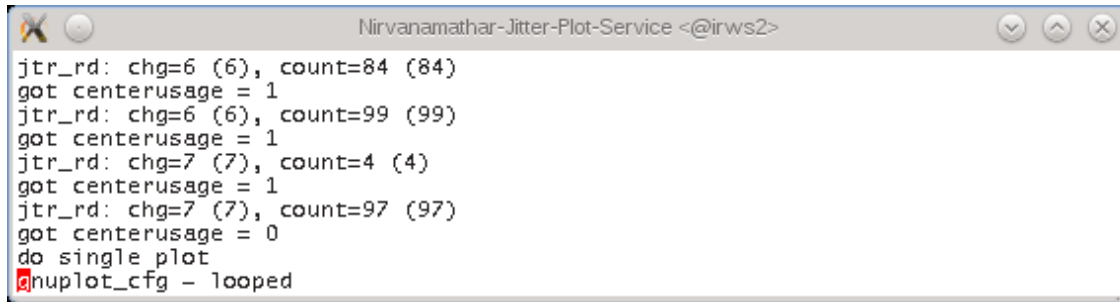 Nirvanamathar-Jitter-Plot-Service <@irws2>
jtr_rd: chg=6 (6), count=84 (84)
got centerusage = 1
jtr_rd: chg=6 (6), count=99 (99)
got centerusage = 1
jtr_rd: chg=7 (7), count=4 (4)
got centerusage = 1
jtr_rd: chg=7 (7), count=97 (97)
got centerusage = 0
do single plot
gnuplot_cfg - looped